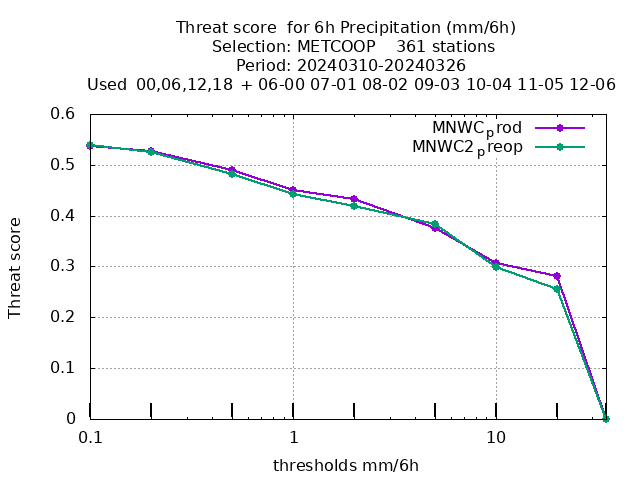 Threat score  for 6h Precipitation (mm/6h)
Selection: METCOOP    361 stations
Period: 20240310-20240326
Used  00,06,12,18  + 06-00 07-01 08-02 09-03 10-04 11-05 12-06
MNWCprod
MNWC2preop
0.6
0.5
0.4
0.3
0.2
0.1
0
Threat score
0.1 1 10
thresholds mm/6h